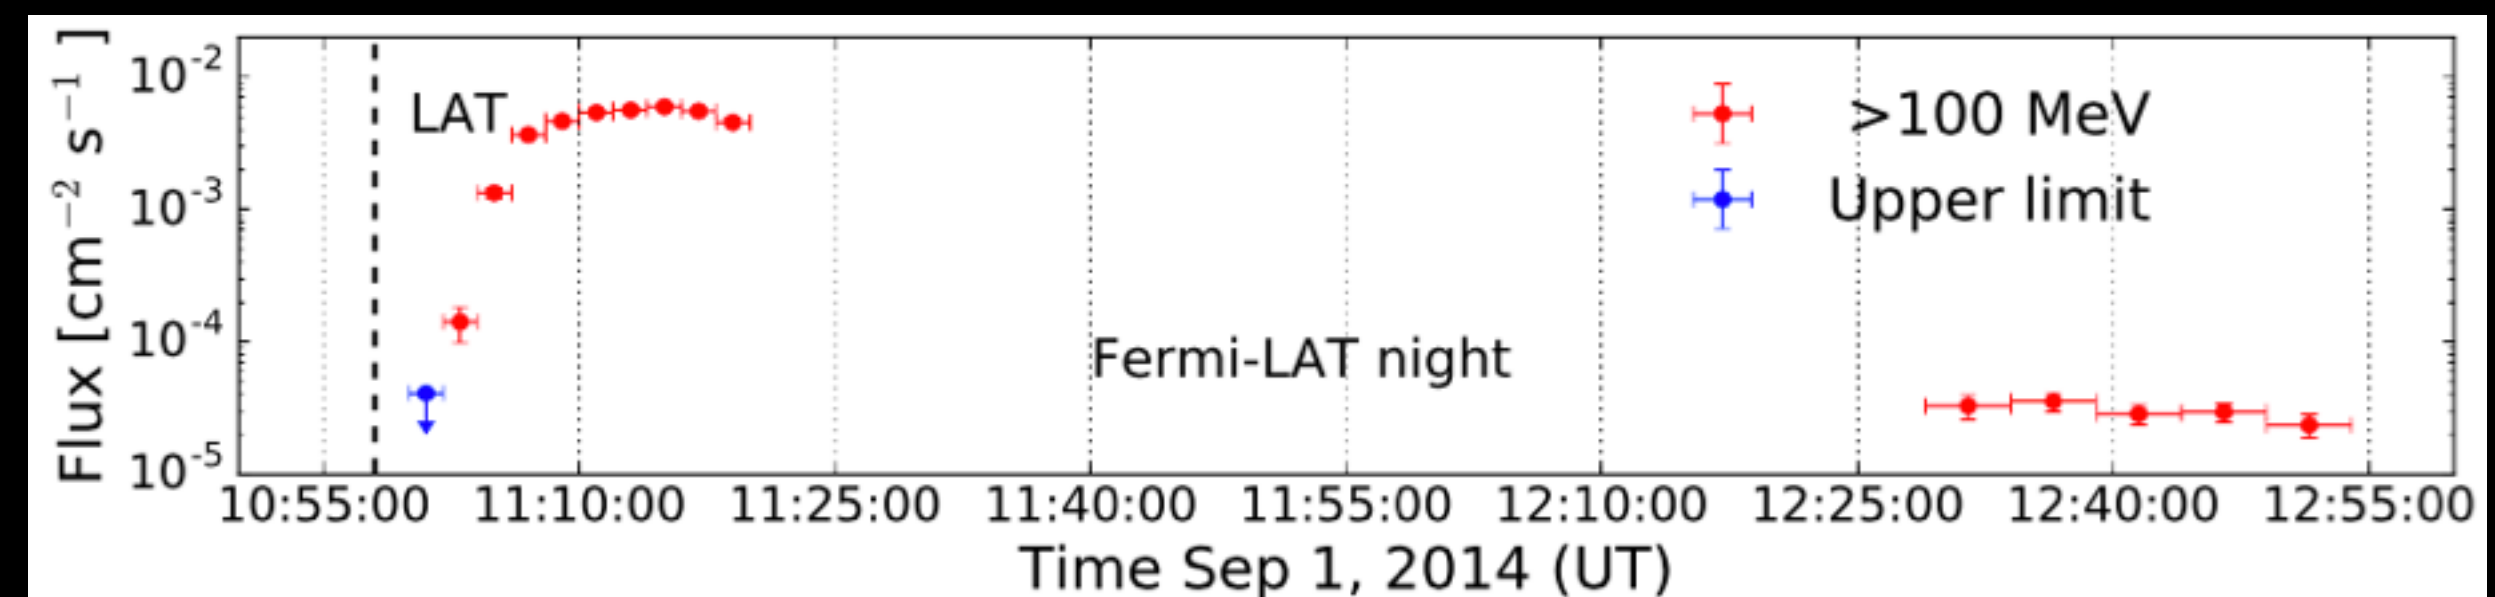 Flux [cm⁻² s⁻¹ ]
10⁻²
10⁻³
10⁻⁴
10⁻⁵
LAT
>100 MeV
Upper limit
Fermi-LAT night
10:55:00 11:10:00 11:25:00 11:40:00 11:55:00 12:10:00 12:25:00 12:40:00 12:55:00
Time Sep 1, 2014 (UT)